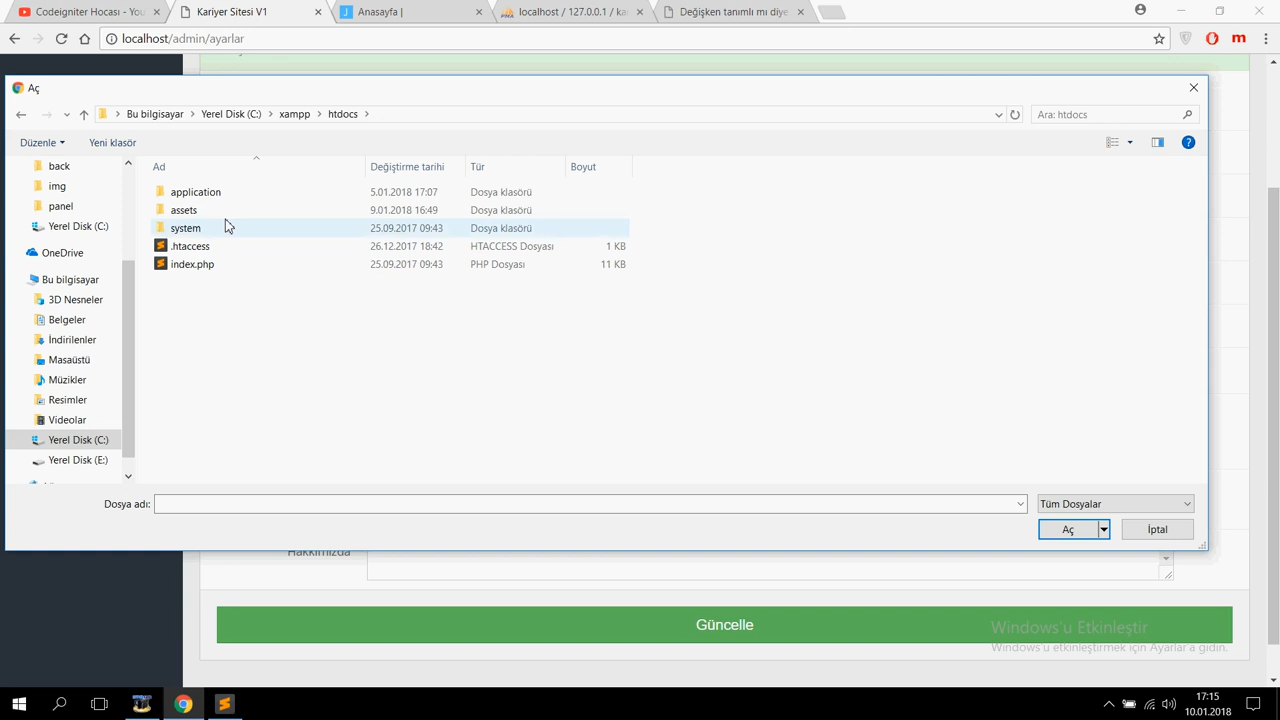 Codeigniter Hocası - You
Kariyer Sitesi V1
Anasayfa |
localhost / 127.0.0.1 / ka
Değişken tanımlı mı diye
localhost/admin/ayarlar
Aç
Bu bilgisayar > Yerel Disk (C:) > xampp > htdocs >
Ara: htdocs
Düzenle
Yeni klasör
back
img
panel
Yerel Disk (C:)
OneDrive
Bu bilgisayar
3D Nesneler
Belgeler
İndirilenler
Masaüstü
Müzikler
Resimler
Videolar
Yerel Disk (C:)
Yerel Disk (E:)
Ad Değiştirme tarihi Tür Boyut
application 5.01.2018 17:07 Dosya klasörü
assets 9.01.2018 16:49 Dosya klasörü
system 25.09.2017 09:43 Dosya klasörü
.htaccess 26.12.2017 18:42 HTACCESS Dosyası 1 KB
index.php 25.09.2017 09:43 PHP Dosyası 11 KB
Dosya adı:
Tüm Dosyalar
Aç
İptal
Hakkımızda
Güncelle
Windows'u Etkinleştir
Windows'u etkinleştirmek için Ayarlar'a gidin.
17:15
10.01.2018